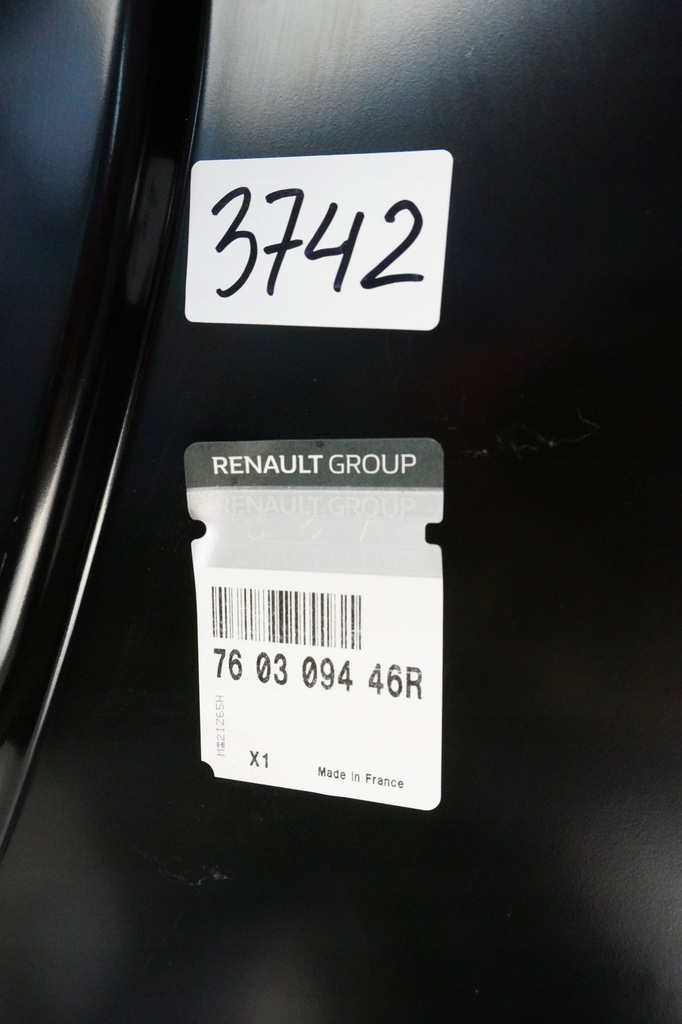 3742
RENAULT GROUP
RENAULT GROUP
76 03 094 46R
X1
Made in France